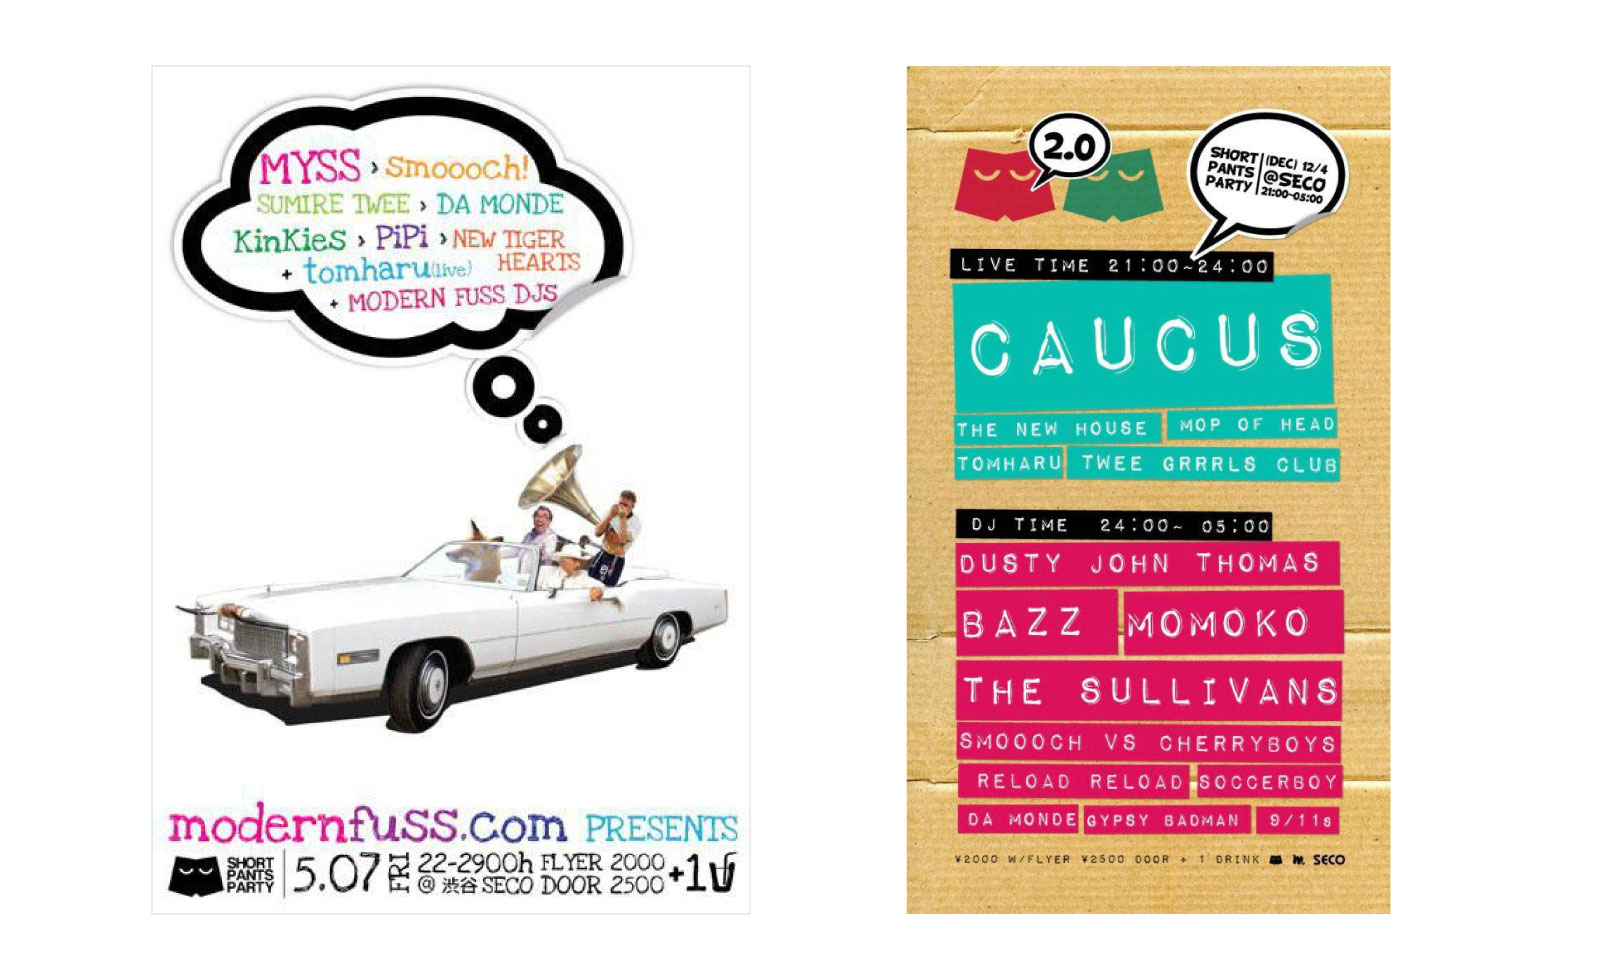 MYSS › smoooch!
SUMIRE TWEE › DA MONDE
KinKies › PiPi › NEW TIGER HEARTS
+ tomharu(live)
+ MODERN FUSS DJS
modernfuss.com PRESENTS
SHORT PANTS PARTY
5.07 FRI
22-2900h FLYER 2000
@ 渋谷 SECO DOOR 2500
+1
2.0
SHORT PANTS PARTY
(DEC) 12/4
@SECO
21:00~05:00
LIVE TIME 21:00~24:00
CAUCUS
THE NEW HOUSE MOP OF HEAD
TOMHARU TWEE GRRRLS CLUB
DJ TIME 24:00~ 05:00
DUSTY JOHN THOMAS
BAZZ MOMOKO
THE SULLIVANS
SMOOOCH VS CHERRYBOYS
RELOAD RELOAD SOCCERBOY
DA MONDE GYPSY BADMAN 9/11s
¥2000 W/FLYER ¥2500 DOOR + 1 DRINK m. SECO